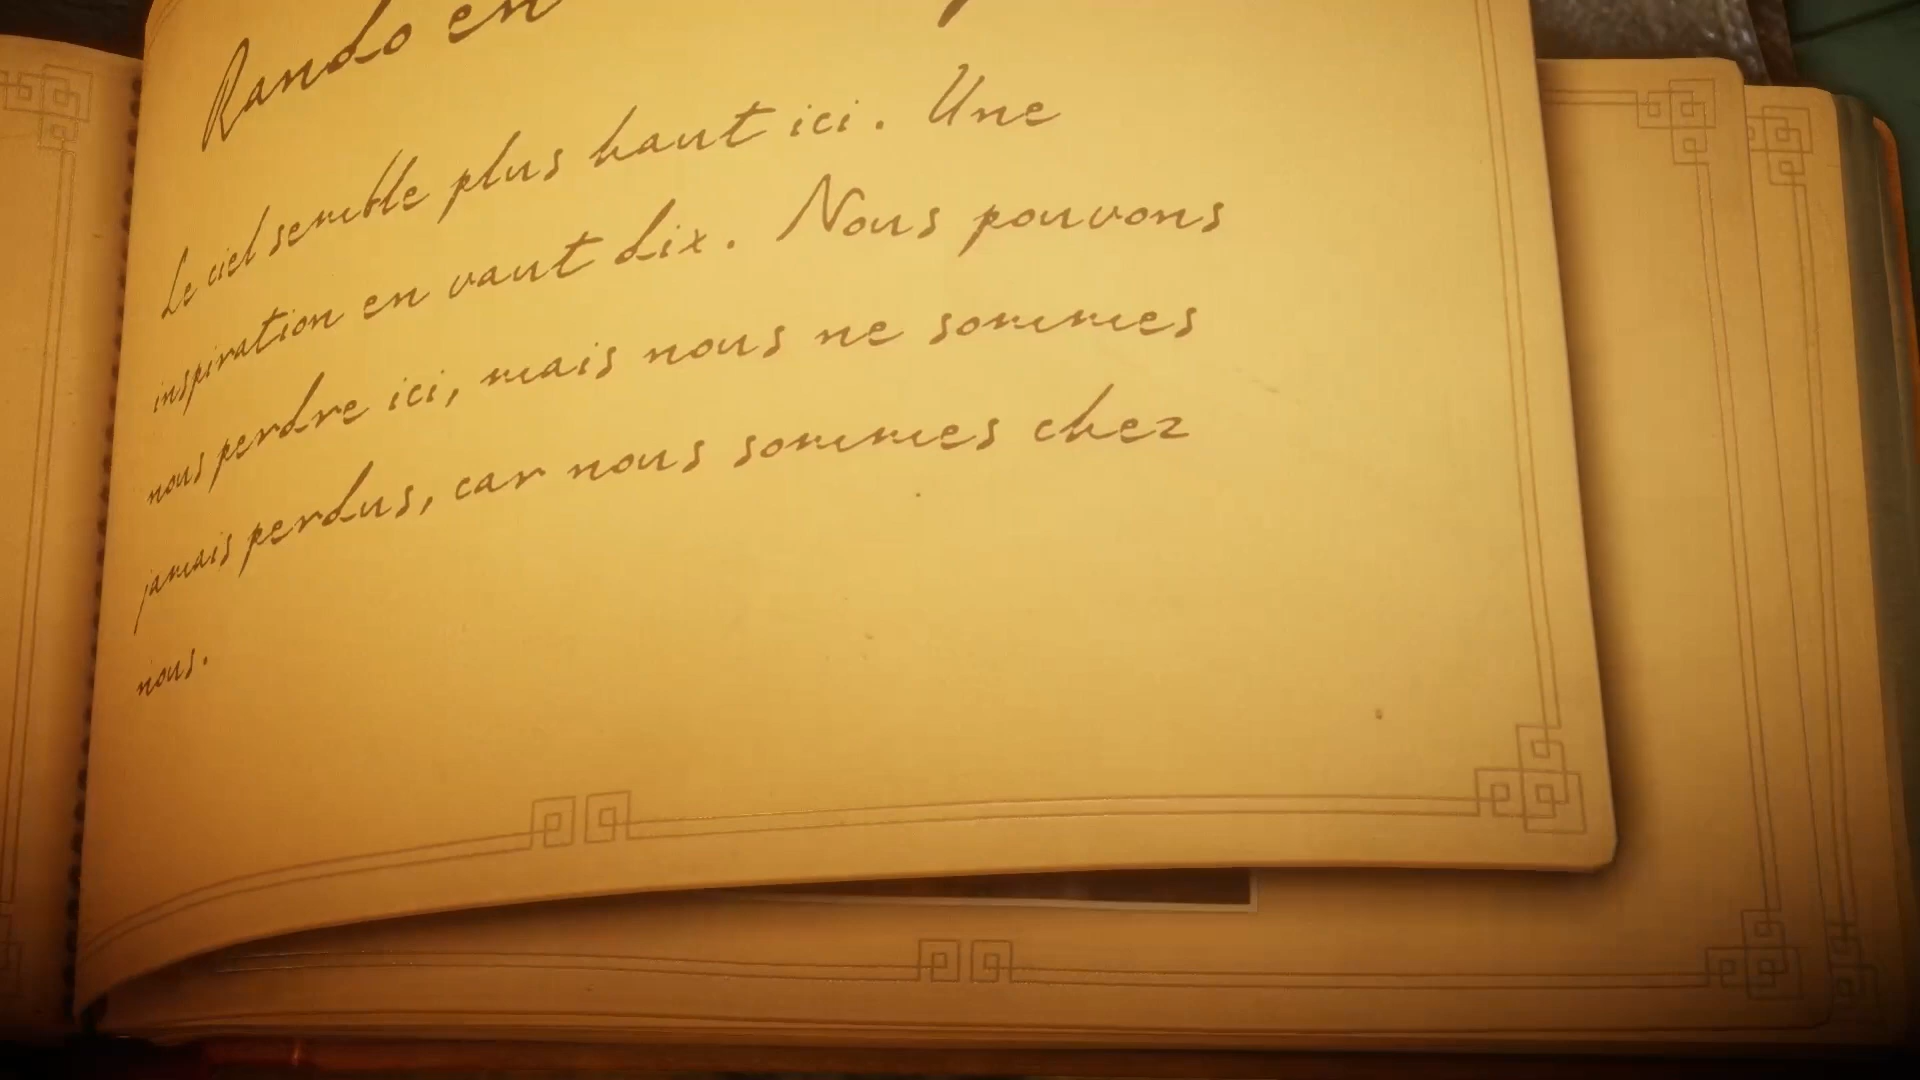 Rando en
Le ciel semble plus haut ici. Une
inspiration en vaut dix. Nous pouvons
nous perdre ici, mais nous ne sommes
jamais perdus, car nous sommes chez
nous.